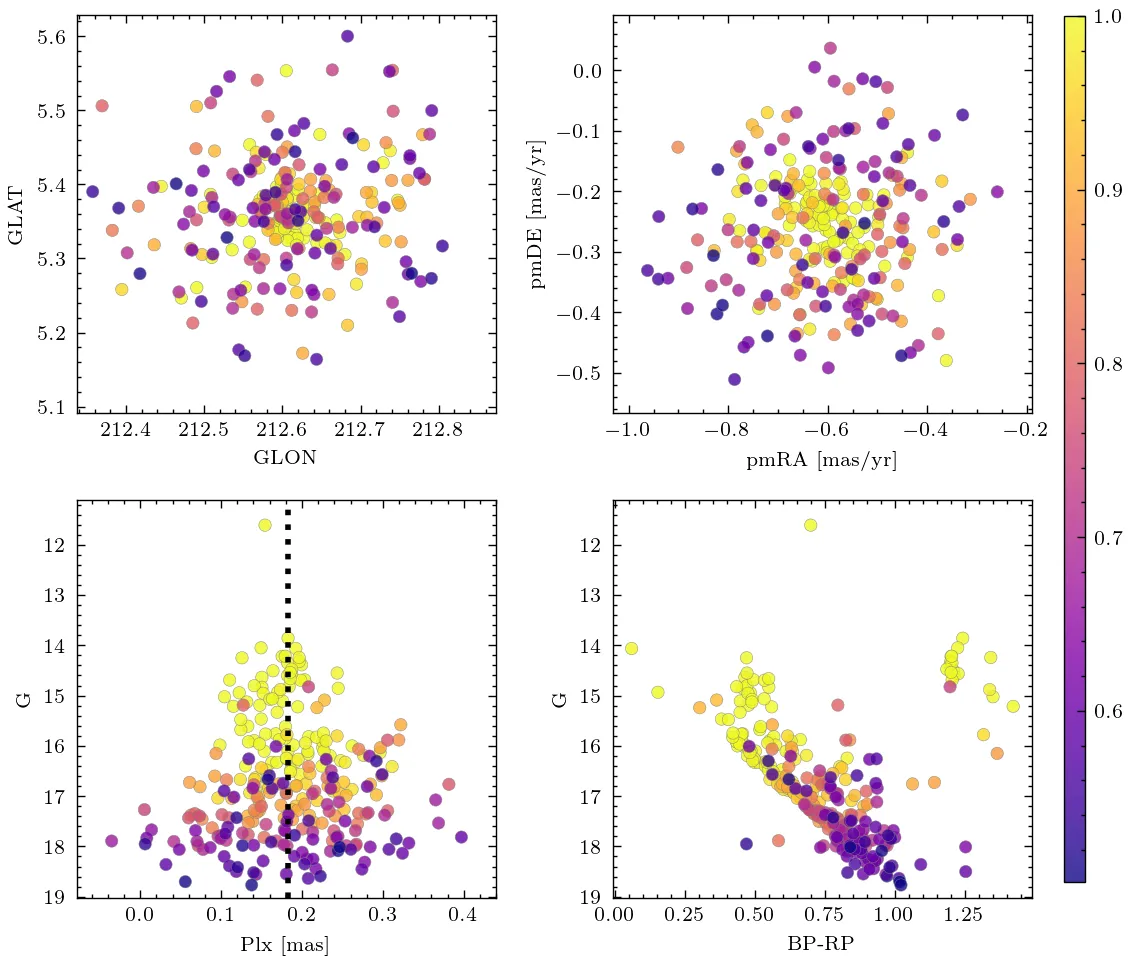 5.6
5.5
5.4
5.3
5.2
5.1
GLAT
212.4 212.5 212.6 212.7 212.8
GLON
0.0
−0.1
−0.2
−0.3
−0.4
−0.5
pmDE [mas/yr]
−1.0 −0.8 −0.6 −0.4 −0.2
pmRA [mas/yr]
1.0
0.9
0.8
0.7
0.6
12
13
14
15
16
17
18
19
G
0.0 0.1 0.2 0.3 0.4
Plx [mas]
12
13
14
15
16
17
18
19
G
0.00 0.25 0.50 0.75 1.00 1.25
BP-RP